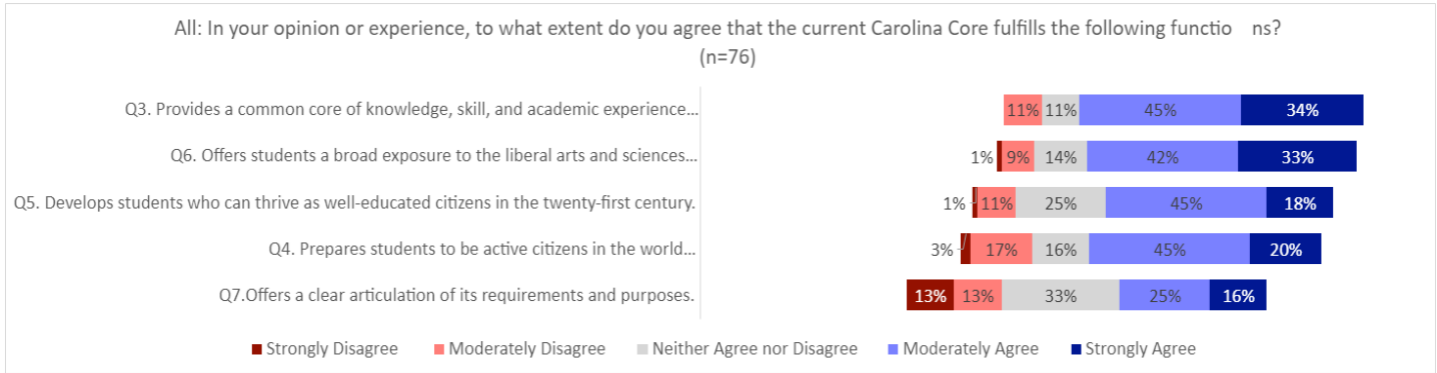 All: In your opinion or experience, to what extent do you agree that the current Carolina Core fulfills the following functio ns?
(n=76)
Q3. Provides a common core of knowledge, skill, and academic experience... 11% 11% 45% 34%
Q6. Offers students a broad exposure to the liberal arts and sciences... 1% 9% 14% 42% 33%
Q5. Develops students who can thrive as well-educated citizens in the twenty-first century. 1% 11% 25% 45% 18%
Q4. Prepares students to be active citizens in the world... 3% 17% 16% 45% 20%
Q7.Offers a clear articulation of its requirements and purposes. 13% 13% 33% 25% 16%
Strongly Disagree Moderately Disagree Neither Agree nor Disagree Moderately Agree Strongly Agree